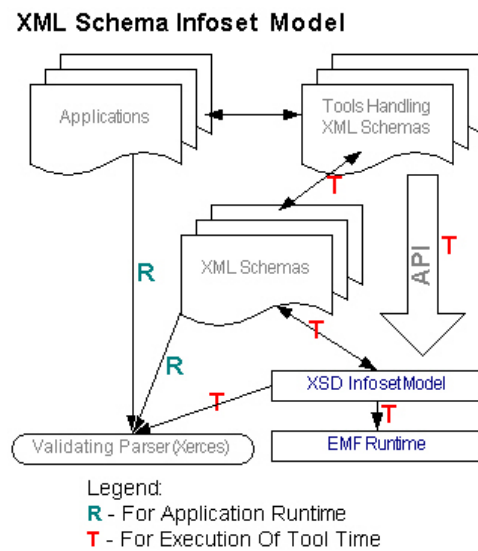 XML Schema Infoset Model
Applications
Tools Handling
XML Schemas
T
R
XML Schemas
API
T
T
R
T
XSD InfosetModel
T
Validating Parser(Xerces)
EMF Runtime
Legend:
R - For Application Runtime
T - For Execution Of Tool Time